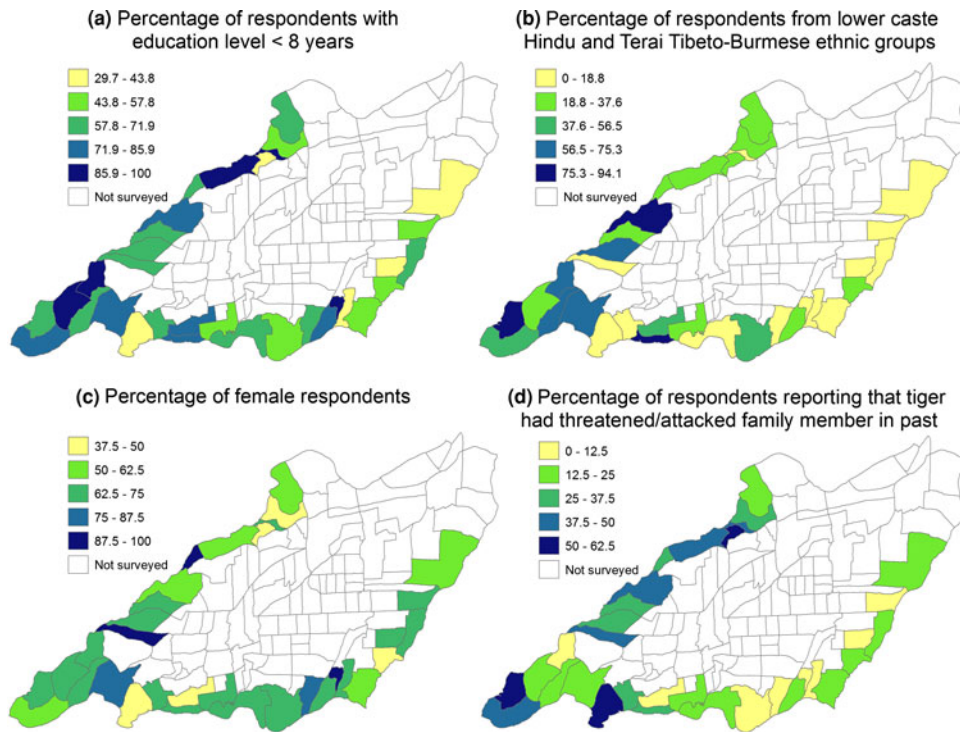 (a) Percentage of respondents with
education level < 8 years
29.7 - 43.8
43.8 - 57.8
57.8 - 71.9
71.9 - 85.9
85.9 - 100
Not surveyed
(b) Percentage of respondents from lower caste
Hindu and Terai Tibeto-Burmese ethnic groups
0 - 18.8
18.8 - 37.6
37.6 - 56.5
56.5 - 75.3
75.3 - 94.1
Not surveyed
(c) Percentage of female respondents
37.5 - 50
50 - 62.5
62.5 - 75
75 - 87.5
87.5 - 100
Not surveyed
(d) Percentage of respondents reporting that tiger
had threatened/attacked family member in past
0 - 12.5
12.5 - 25
25 - 37.5
37.5 - 50
50 - 62.5
Not surveyed